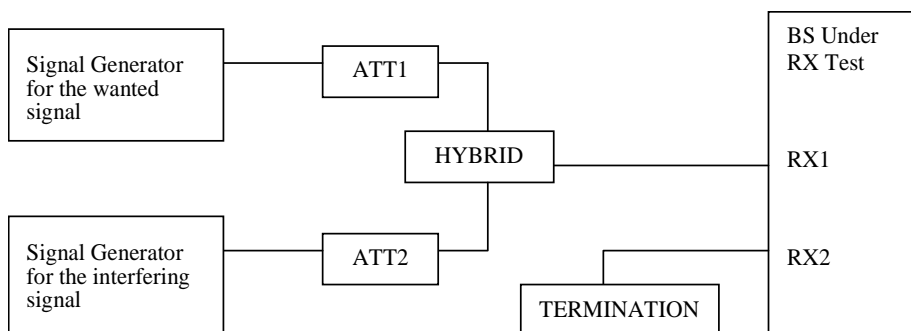 Signal Generator
for the wanted
signal
ATT1
BS Under
RX Test
HYBRID
RX1
Signal Generator
for the interfering
signal
ATT2
RX2
TERMINATION